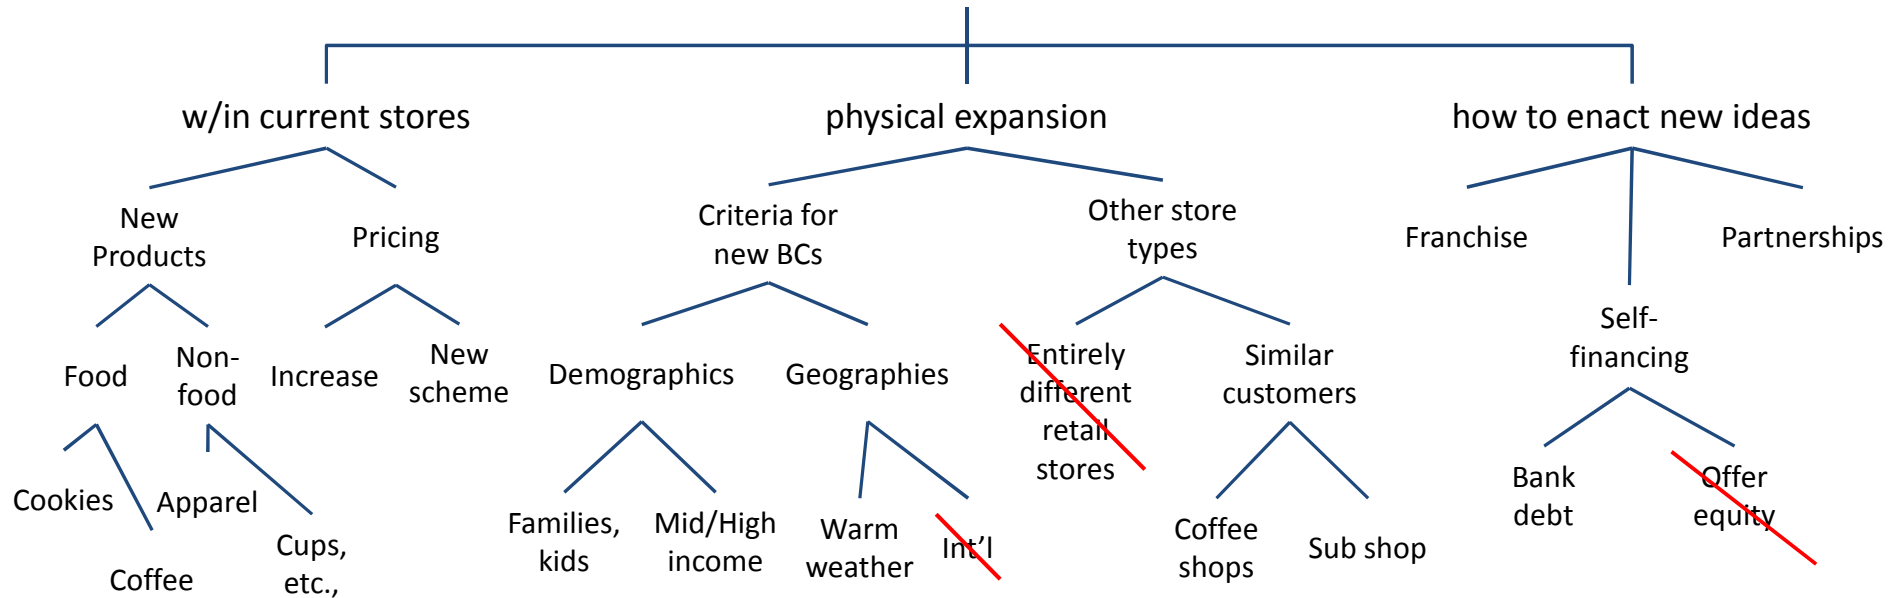 w/in current stores
physical expansion
how to enact new ideas
New
Products
Pricing
Criteria for
new BCs
Other store
types
Franchise
Partnerships
Self-
financing
Food
Non-
food
Increase
New
scheme
Demographics
Geographies
Entirely
different
retail
stores
Similar
customers
Bank
debt
Offer
equity
Cookies
Coffee
Apparel
Cups,
etc.,
Families,
kids
Mid/High
income
Warm
weather
Int'l
Coffee
shops
Sub shop